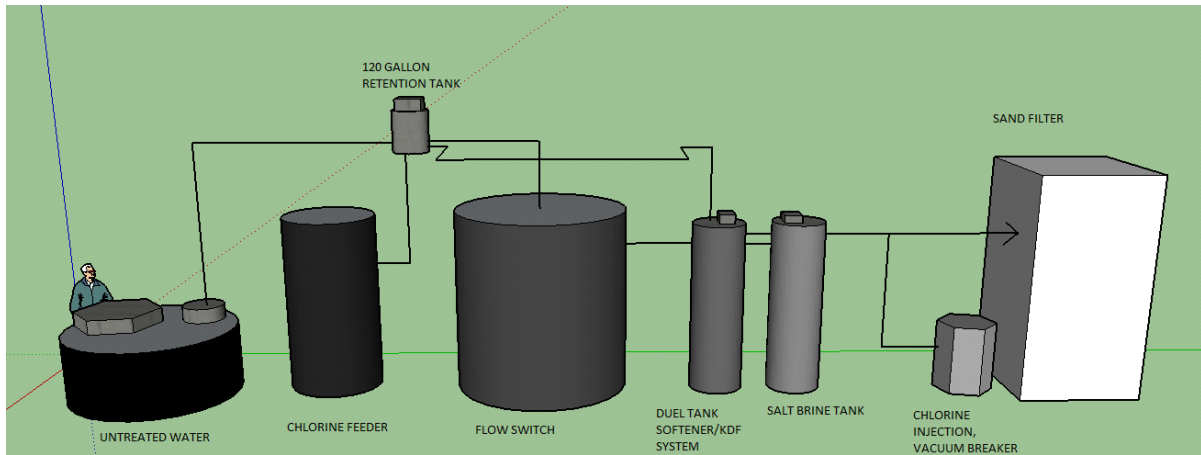 120 GALLON
RETENTION TANK
SAND FILTER
UNTREATED WATER
CHLORINE FEEDER
FLOW SWITCH
DUEL TANK
SOFTENER/KDF
SYSTEM
SALT BRINE TANK
CHLORINE
INJECTION,
VACUUM BREAKER